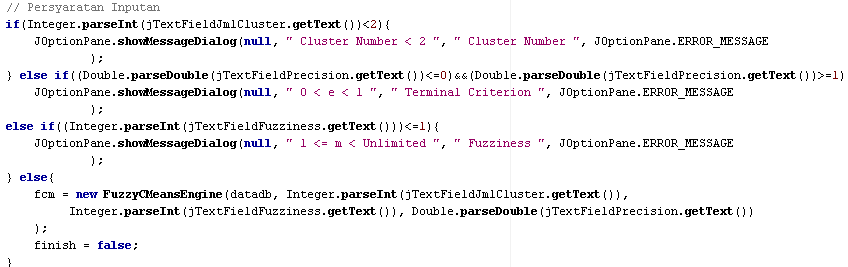 // Persyaratan Inputan
if(Integer.parseInt(jTextFieldJmlCluster.getText())<2){
JOptionPane.showMessageDialog(null, " Cluster Number < 2 ", " Cluster Number ", JOptionPane.ERROR_MESSAGE
);
} else if((Double.parseDouble(jTextFieldPrecision.getText())<=0)&&(Double.parseDouble(jTextFieldPrecision.getText())>=1)
JOptionPane.showMessageDialog(null, " 0 < e < 1 ", " Terminal Criterion ", JOptionPane.ERROR_MESSAGE
);
else if((Integer.parseInt(jTextFieldFuzziness.getText()))<=1){
JOptionPane.showMessageDialog(null, " 1 <= m < Unlimited ", " Fuzziness ", JOptionPane.ERROR_MESSAGE
);
} else{
fcm = new FuzzyCMeansEngine(datadb, Integer.parseInt(jTextFieldJmlCluster.getText()),
Integer.parseInt(jTextFieldFuzziness.getText()), Double.parseDouble(jTextFieldPrecision.getText())
);
finish = false;
}